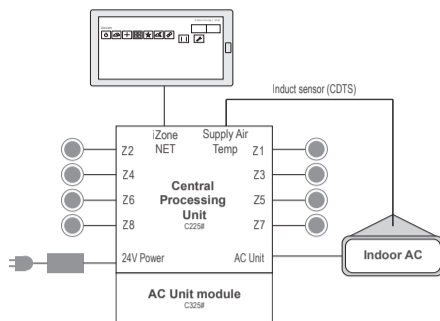 Induct sensor (CDTS)
iZone
NET
Supply Air
Temp
Z2
Z1
Z4
Z3
Central
Processing
Unit
C225#
Z6
Z5
Z8
Z7
24V Power
AC Unit
Indoor AC
AC Unit module
C325#